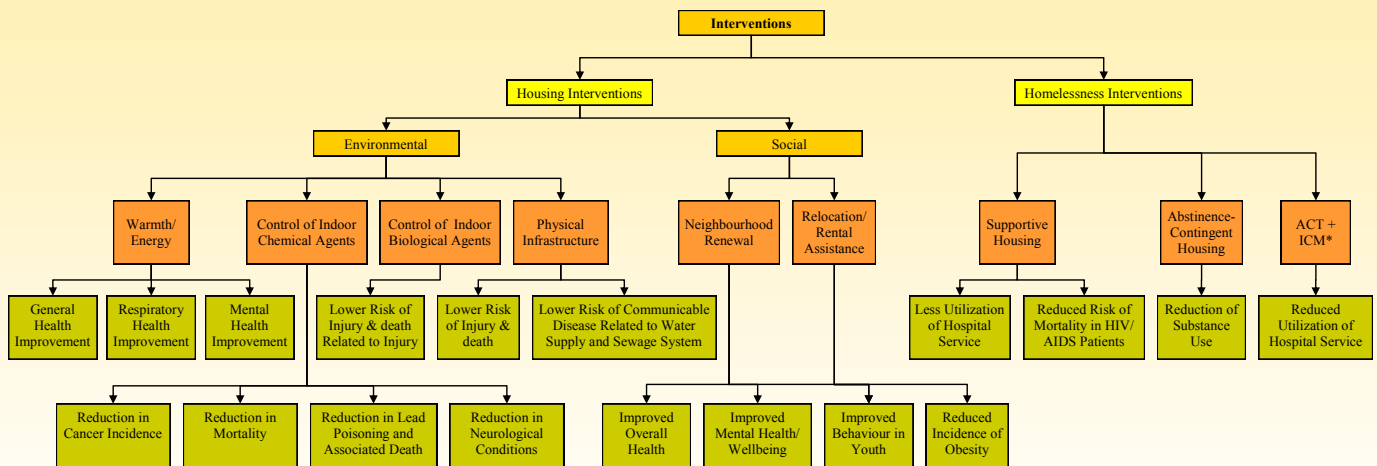 Interventions
Housing Interventions
Homelessness Interventions
Environmental
Social
Warmth/
Energy
Control of Indoor
Chemical Agents
Control of Indoor
Biological Agents
Physical
Infrastructure
Neighbourhood
Renewal
Relocation/
Rental
Assistance
Supportive
Housing
Abstinence-
Contingent
Housing
ACT +
ICM*
General
Health
Improvement
Respiratory
Health
Improvement
Mental
Health
Improvement
Lower Risk of
Injury & death
Related to Injury
Lower Risk
of Injury &
death
Lower Risk of Communicable
Disease Related to Water
Supply and Sewage System
Less Utilization
of Hospital
Service
Reduced Risk of
Mortality in HIV/
AIDS Patients
Reduction of
Substance
Use
Reduced
Utilization of
Hospital Service
Reduction in
Cancer Incidence
Reduction in
Mortality
Reduction in Lead
Poisoning and
Associated Death
Reduction in
Neurological
Conditions
Improved
Overall
Health
Improved
Mental Health/
Wellbeing
Improved
Behaviour in
Youth
Reduced
Incidence of
Obesity